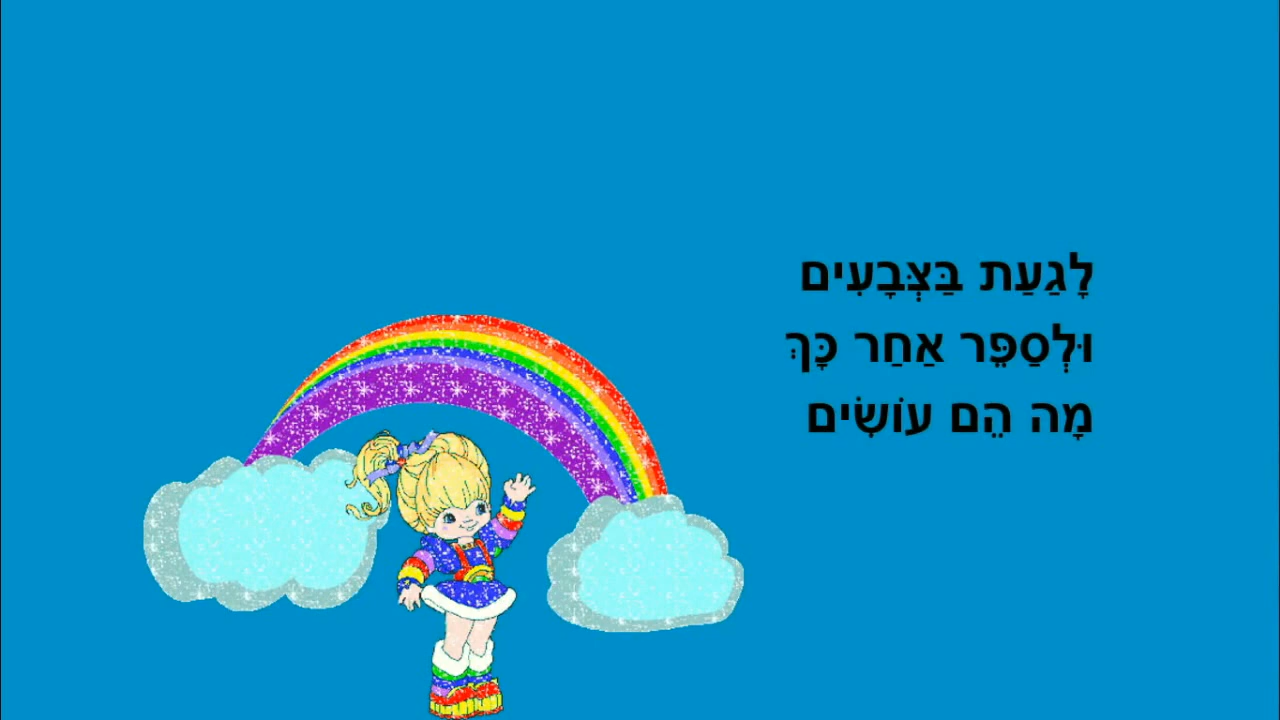 לָגַעַת בַּצְּבָעִים
וּלְסַפֵּר אַחַר כָּךְ
מָה הֵם עוֹשִׂים